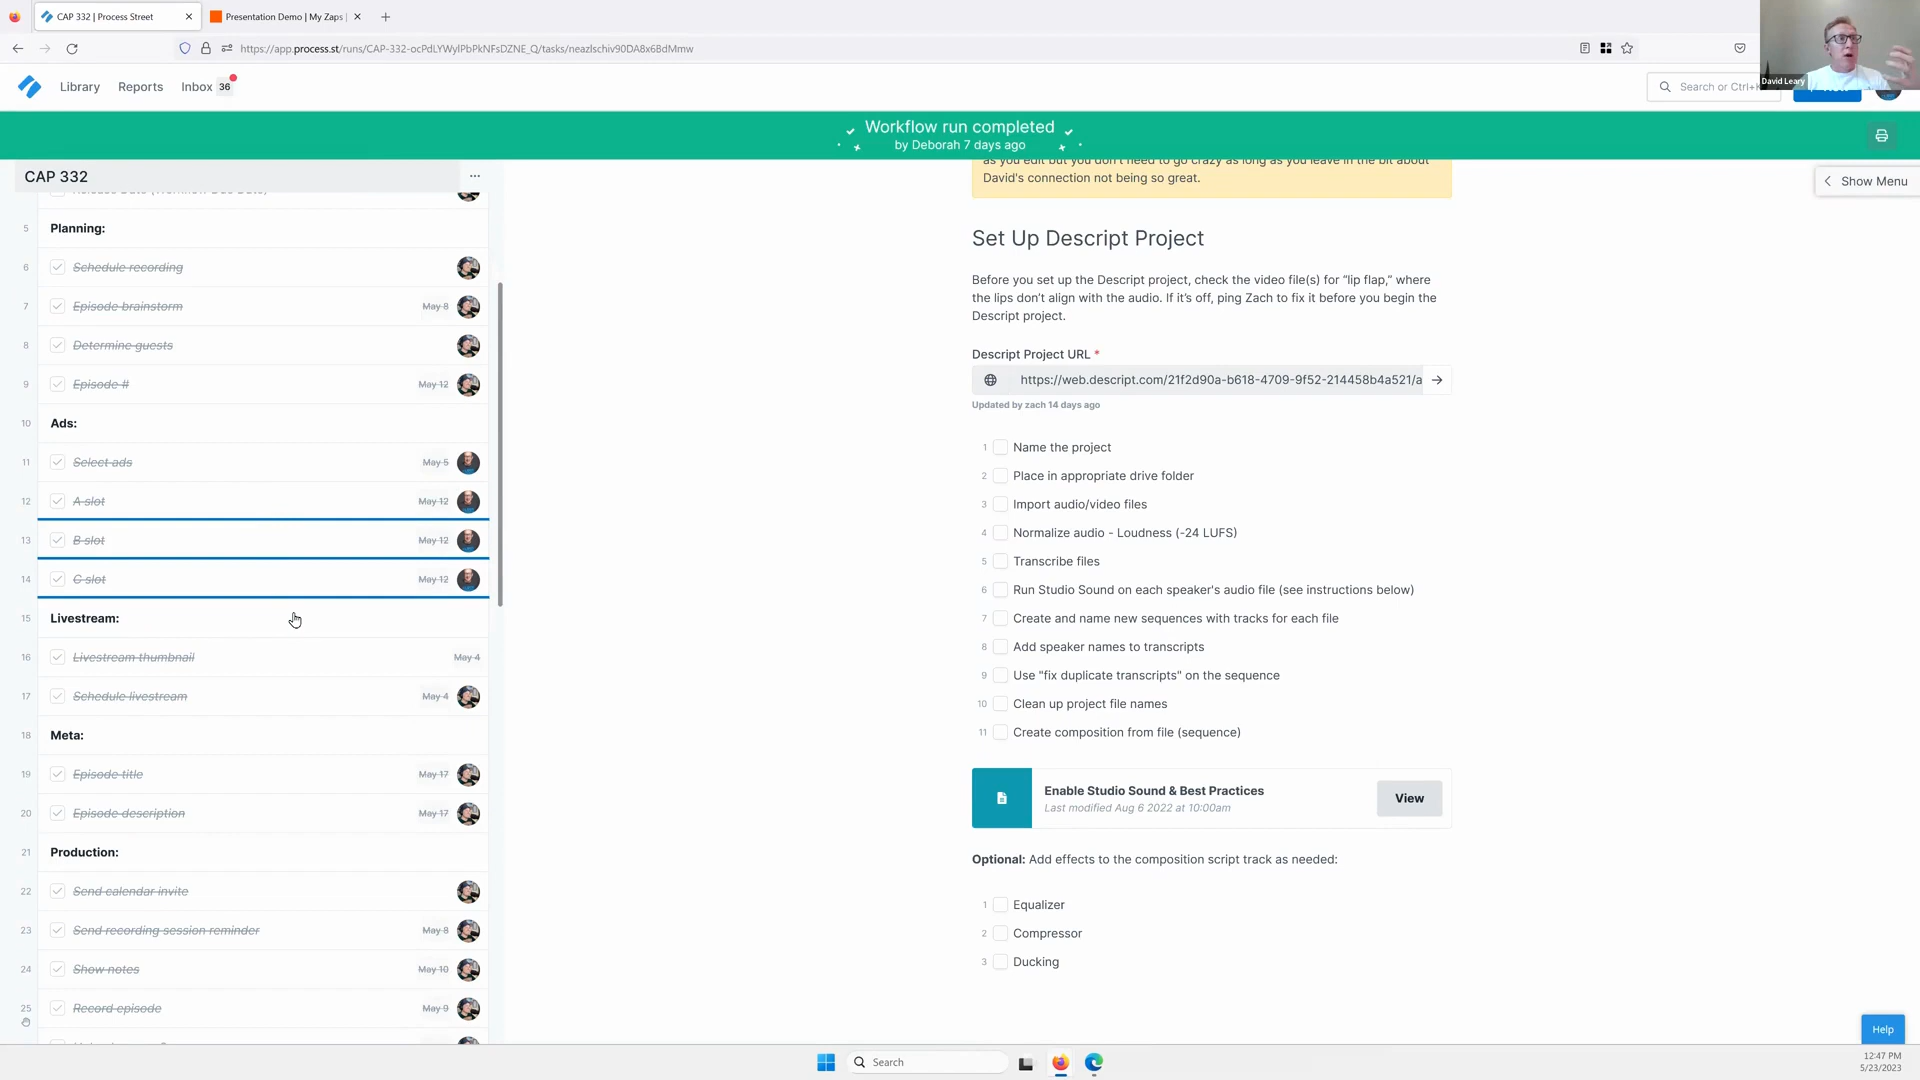 CAP 332 | Process Street
Presentation Demo | My Zaps |
https://app.process.st/runs/CAP-332-ocPdLYWylPbPkNFsDZNE_Q/tasks/neazlschiv90DA8x6BdMmw
David Leary
Library
Reports
Inbox 36
Search or Ctrl+
Workflow run completed
by Deborah 7 days ago
CAP 332
Show Menu
as you edit but you don't need to go crazy as long as you leave in the bit about
David's connection not being so great.
5 Planning:
6 Schedule recording
7 Episode brainstorm May 8
8 Determine guests
9 Episode # May 12
10 Ads:
11 Select ads May 5
12 A slot May 12
13 B slot May 12
14 C slot May 12
15 Livestream:
16 Livestream thumbnail May 4
17 Schedule livestream May 4
18 Meta:
19 Episode title May 17
20 Episode description May 17
21 Production:
22 Send calendar invite
23 Send recording session reminder May 8
24 Show notes May 10
25 Record episode May 9
Set Up Descript Project
Before you set up the Descript project, check the video file(s) for “lip flap,” where
the lips don’t align with the audio. If it’s off, ping Zach to fix it before you begin the
Descript project.
Descript Project URL *
https://web.descript.com/21f2d90a-b618-4709-9f52-214458b4a521/a
Updated by zach 14 days ago
1 Name the project
2 Place in appropriate drive folder
3 Import audio/video files
4 Normalize audio - Loudness (-24 LUFS)
5 Transcribe files
6 Run Studio Sound on each speaker's audio file (see instructions below)
7 Create and name new sequences with tracks for each file
8 Add speaker names to transcripts
9 Use "fix duplicate transcripts" on the sequence
10 Clean up project file names
11 Create composition from file (sequence)
Enable Studio Sound & Best Practices
Last modified Aug 6 2022 at 10:00am
View
Optional: Add effects to the composition script track as needed:
1 Equalizer
2 Compressor
3 Ducking
Help
Search
12:47 PM
5/23/2023